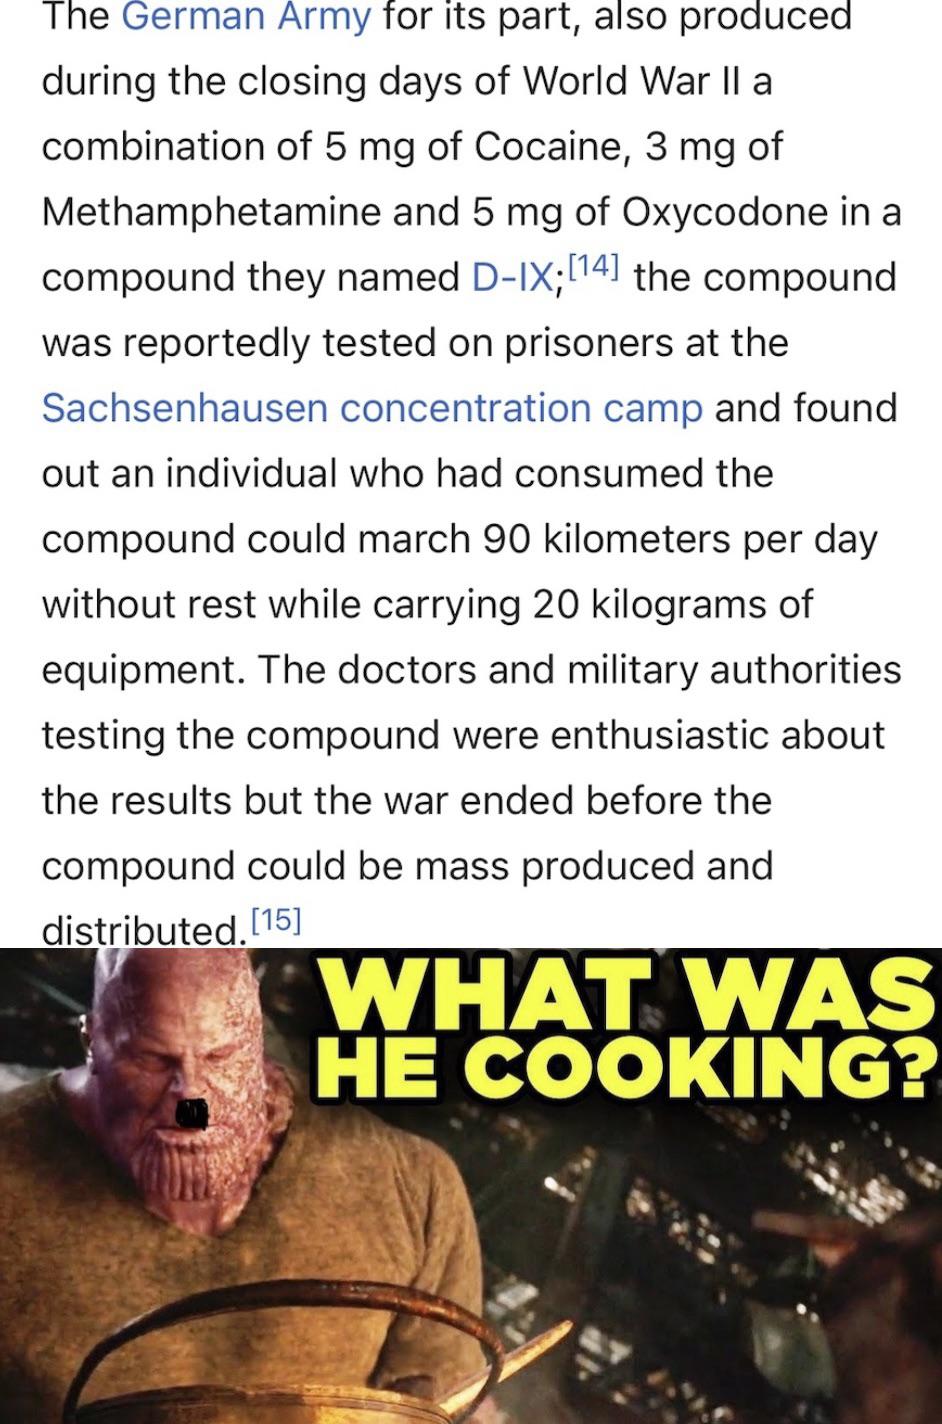 The German Army for its part, also produced
during the closing days of World War II a
combination of 5 mg of Cocaine, 3 mg of
Methamphetamine and 5 mg of Oxycodone in a
compound they named D-IX;[14] the compound
was reportedly tested on prisoners at the
Sachsenhausen concentration camp and found
out an individual who had consumed the
compound could march 90 kilometers per day
without rest while carrying 20 kilograms of
equipment. The doctors and military authorities
testing the compound were enthusiastic about
the results but the war ended before the
compound could be mass produced and
distributed.[15]
WHAT WAS
HE COOKING?